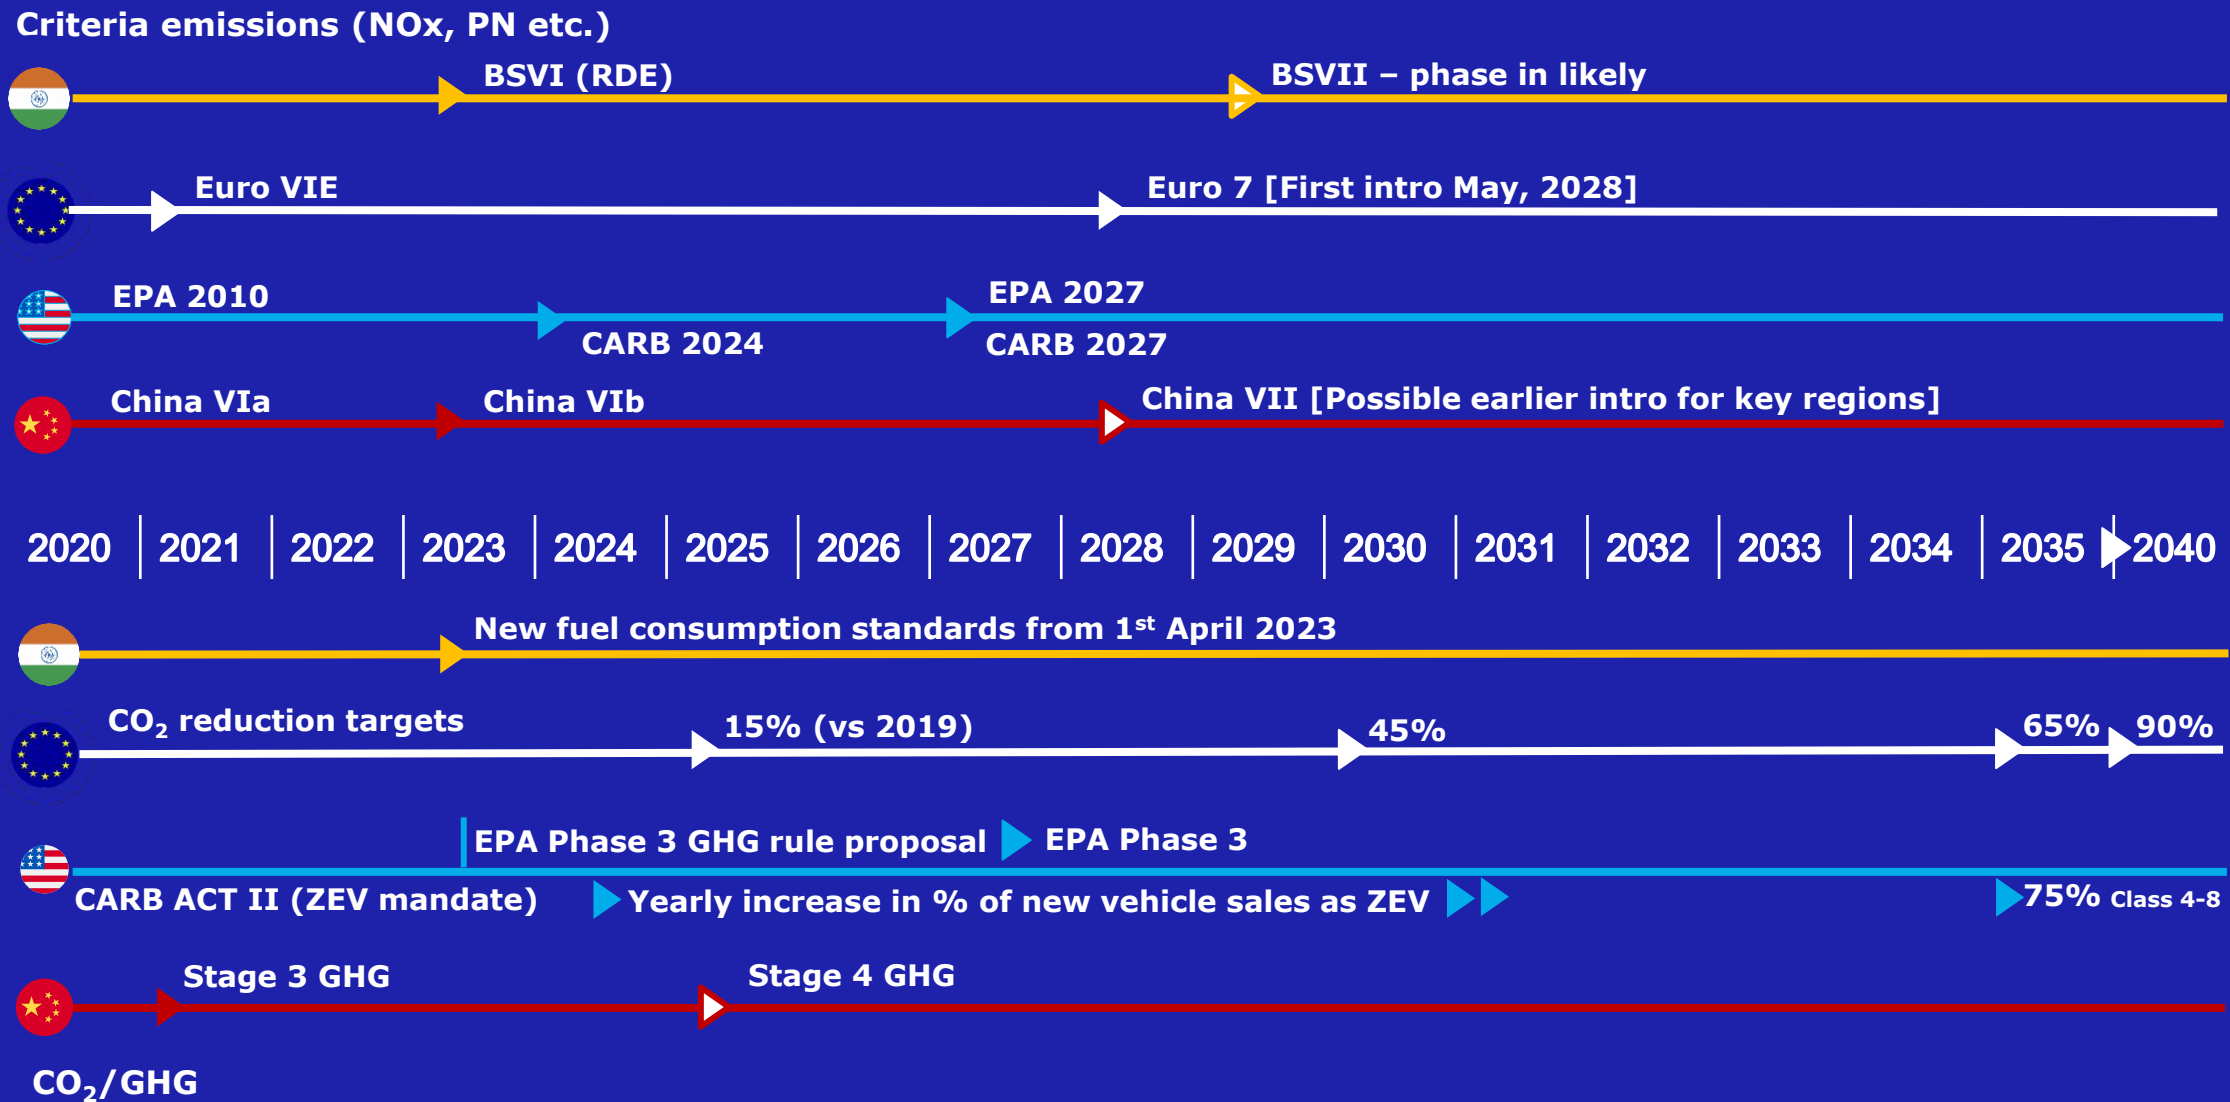 Criteria emissions (NOx, PN etc.)
BSVI (RDE)
BSVII – phase in likely
Euro VIE
Euro 7 [First intro May, 2028]
EPA 2010
EPA 2027
CARB 2024
CARB 2027
China VIa
China VIb
China VII [Possible earlier intro for key regions]
2020 2021 2022 2023 2024 2025 2026 2027 2028 2029 2030 2031 2032 2033 2034 2035 2040
New fuel consumption standards from 1st April 2023
CO₂ reduction targets
15% (vs 2019)
45%
65%
90%
EPA Phase 3 GHG rule proposal
EPA Phase 3
CARB ACT II (ZEV mandate)
Yearly increase in % of new vehicle sales as ZEV
75% Class 4-8
Stage 3 GHG
Stage 4 GHG
CO₂/GHG